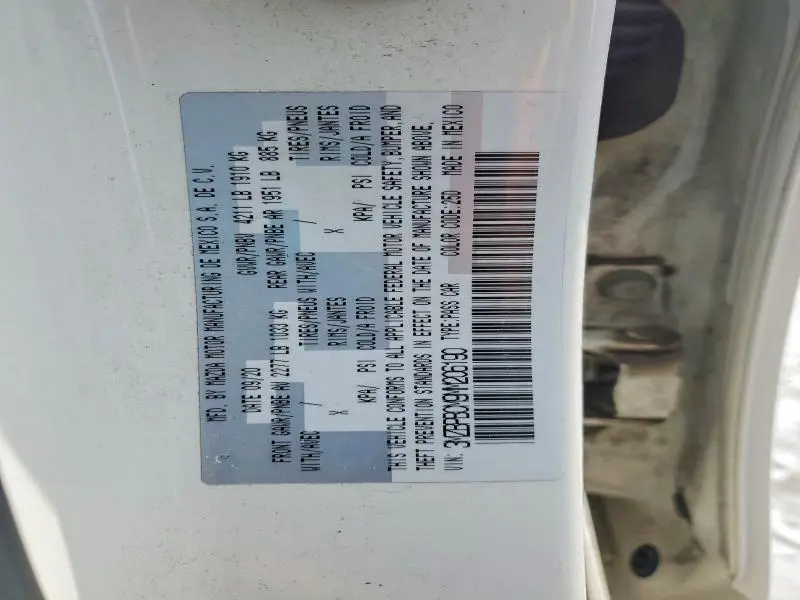 MFD. BY MAZDA MOTOR MANUFACTURING DE MEXICO S.A. DE C.V.
DATE 09/20 GVWR/PNBV 4211 LB 1910 KG
FRONT GAWR/PNBE AV 2277 LB 1033 KG REAR GAWR/PNBE AR 1951 LB 885 KG
WITH/AVEC / TIRES/PNEUS WITH/AVEC / TIRES/PNEUS
X RIMS/JANTES X RIMS/JANTES
KPA/ PSI COLD/A FROID KPA/ PSI COLD/A FROID
THIS VEHICLE CONFORMS TO ALL APPLICABLE FEDERAL MOTOR VEHICLE SAFETY, BUMPER, AND
THEFT PREVENTION STANDARDS IN EFFECT ON THE DATE OF MANUFACTURE SHOWN ABOVE.
VIN: TYPE:PASS CAR COLOR CODE:25D MADE IN MEXICO